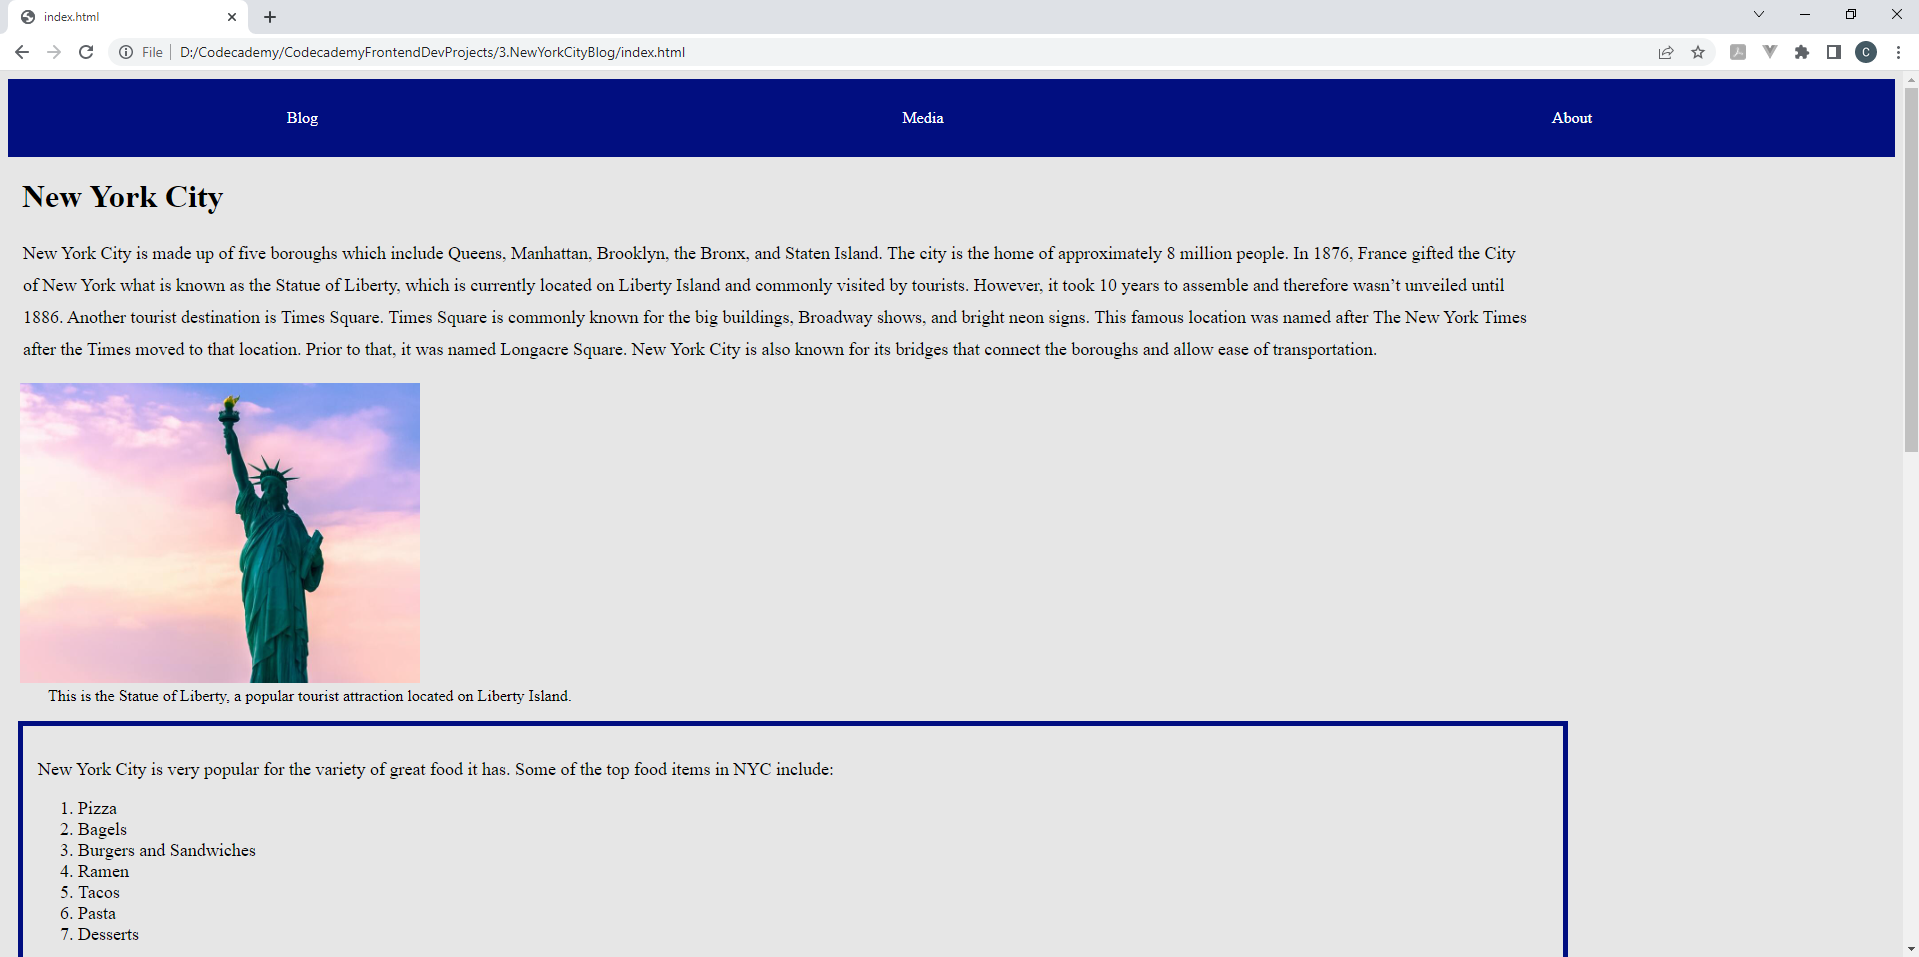 index.html
File
D:/Codecademy/CodecademyFrontendDevProjects/3.NewYorkCityBlog/index.html
C
Blog
Media
About
New York City
New York City is made up of five boroughs which include Queens, Manhattan, Brooklyn, the Bronx, and Staten Island. The city is the home of approximately 8 million people. In 1876, France gifted the City
of New York what is known as the Statue of Liberty, which is currently located on Liberty Island and commonly visited by tourists. However, it took 10 years to assemble and therefore wasn’t unveiled until
1886. Another tourist destination is Times Square. Times Square is commonly known for the big buildings, Broadway shows, and bright neon signs. This famous location was named after The New York Times
after the Times moved to that location. Prior to that, it was named Longacre Square. New York City is also known for its bridges that connect the boroughs and allow ease of transportation.
This is the Statue of Liberty, a popular tourist attraction located on Liberty Island.
New York City is very popular for the variety of great food it has. Some of the top food items in NYC include:
1. Pizza
2. Bagels
3. Burgers and Sandwiches
4. Ramen
5. Tacos
6. Pasta
7. Desserts